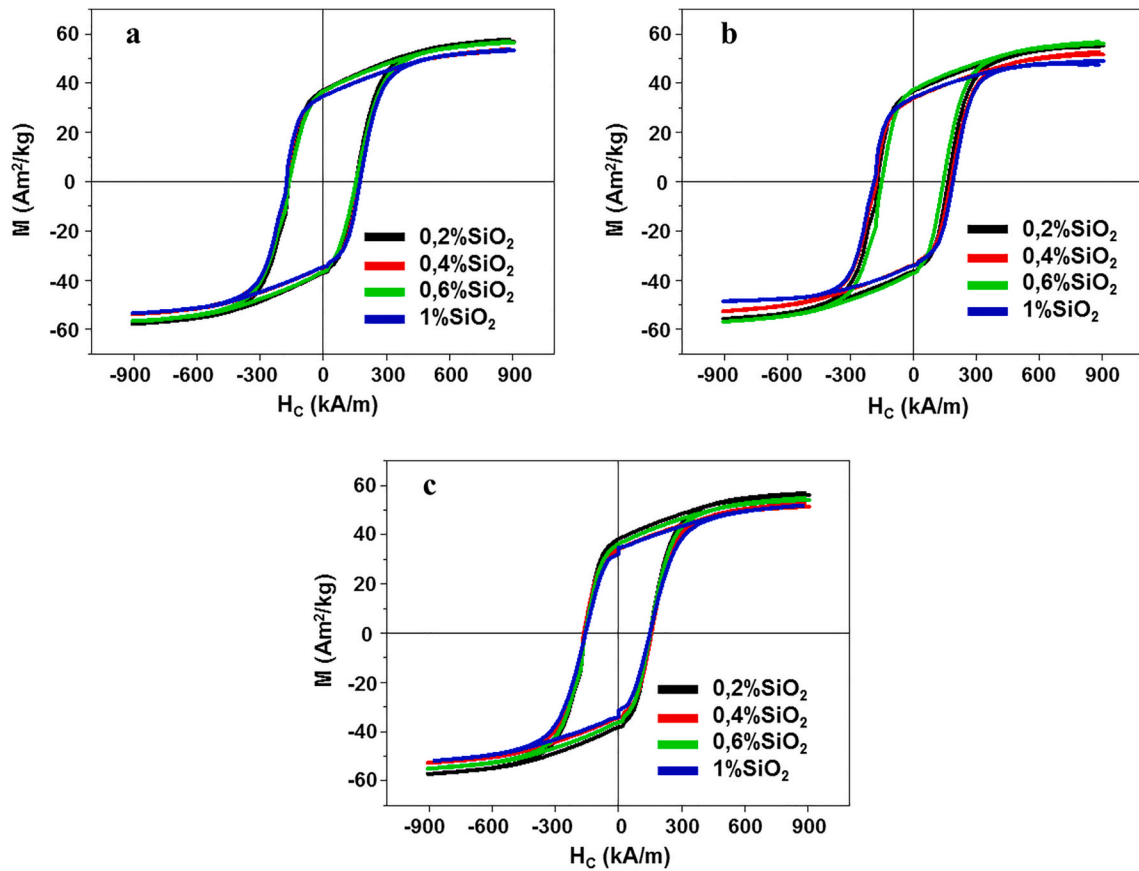 a
60
40
20
0
-20
-40
-60
M (Am²/kg)
0,2%SiO₂
0,4%SiO₂
0,6%SiO₂
1%SiO₂
-900 -600 -300 0 300 600 900
H_C (kA/m)
b
60
40
20
0
-20
-40
-60
M (Am²/kg)
0,2%SiO₂
0,4%SiO₂
0,6%SiO₂
1%SiO₂
-900 -600 -300 0 300 600 900
H_C (kA/m)
c
60
40
20
0
-20
-40
-60
M (Am²/kg)
0,2%SiO₂
0,4%SiO₂
0,6%SiO₂
1%SiO₂
-900 -600 -300 0 300 600 900
H_C (kA/m)